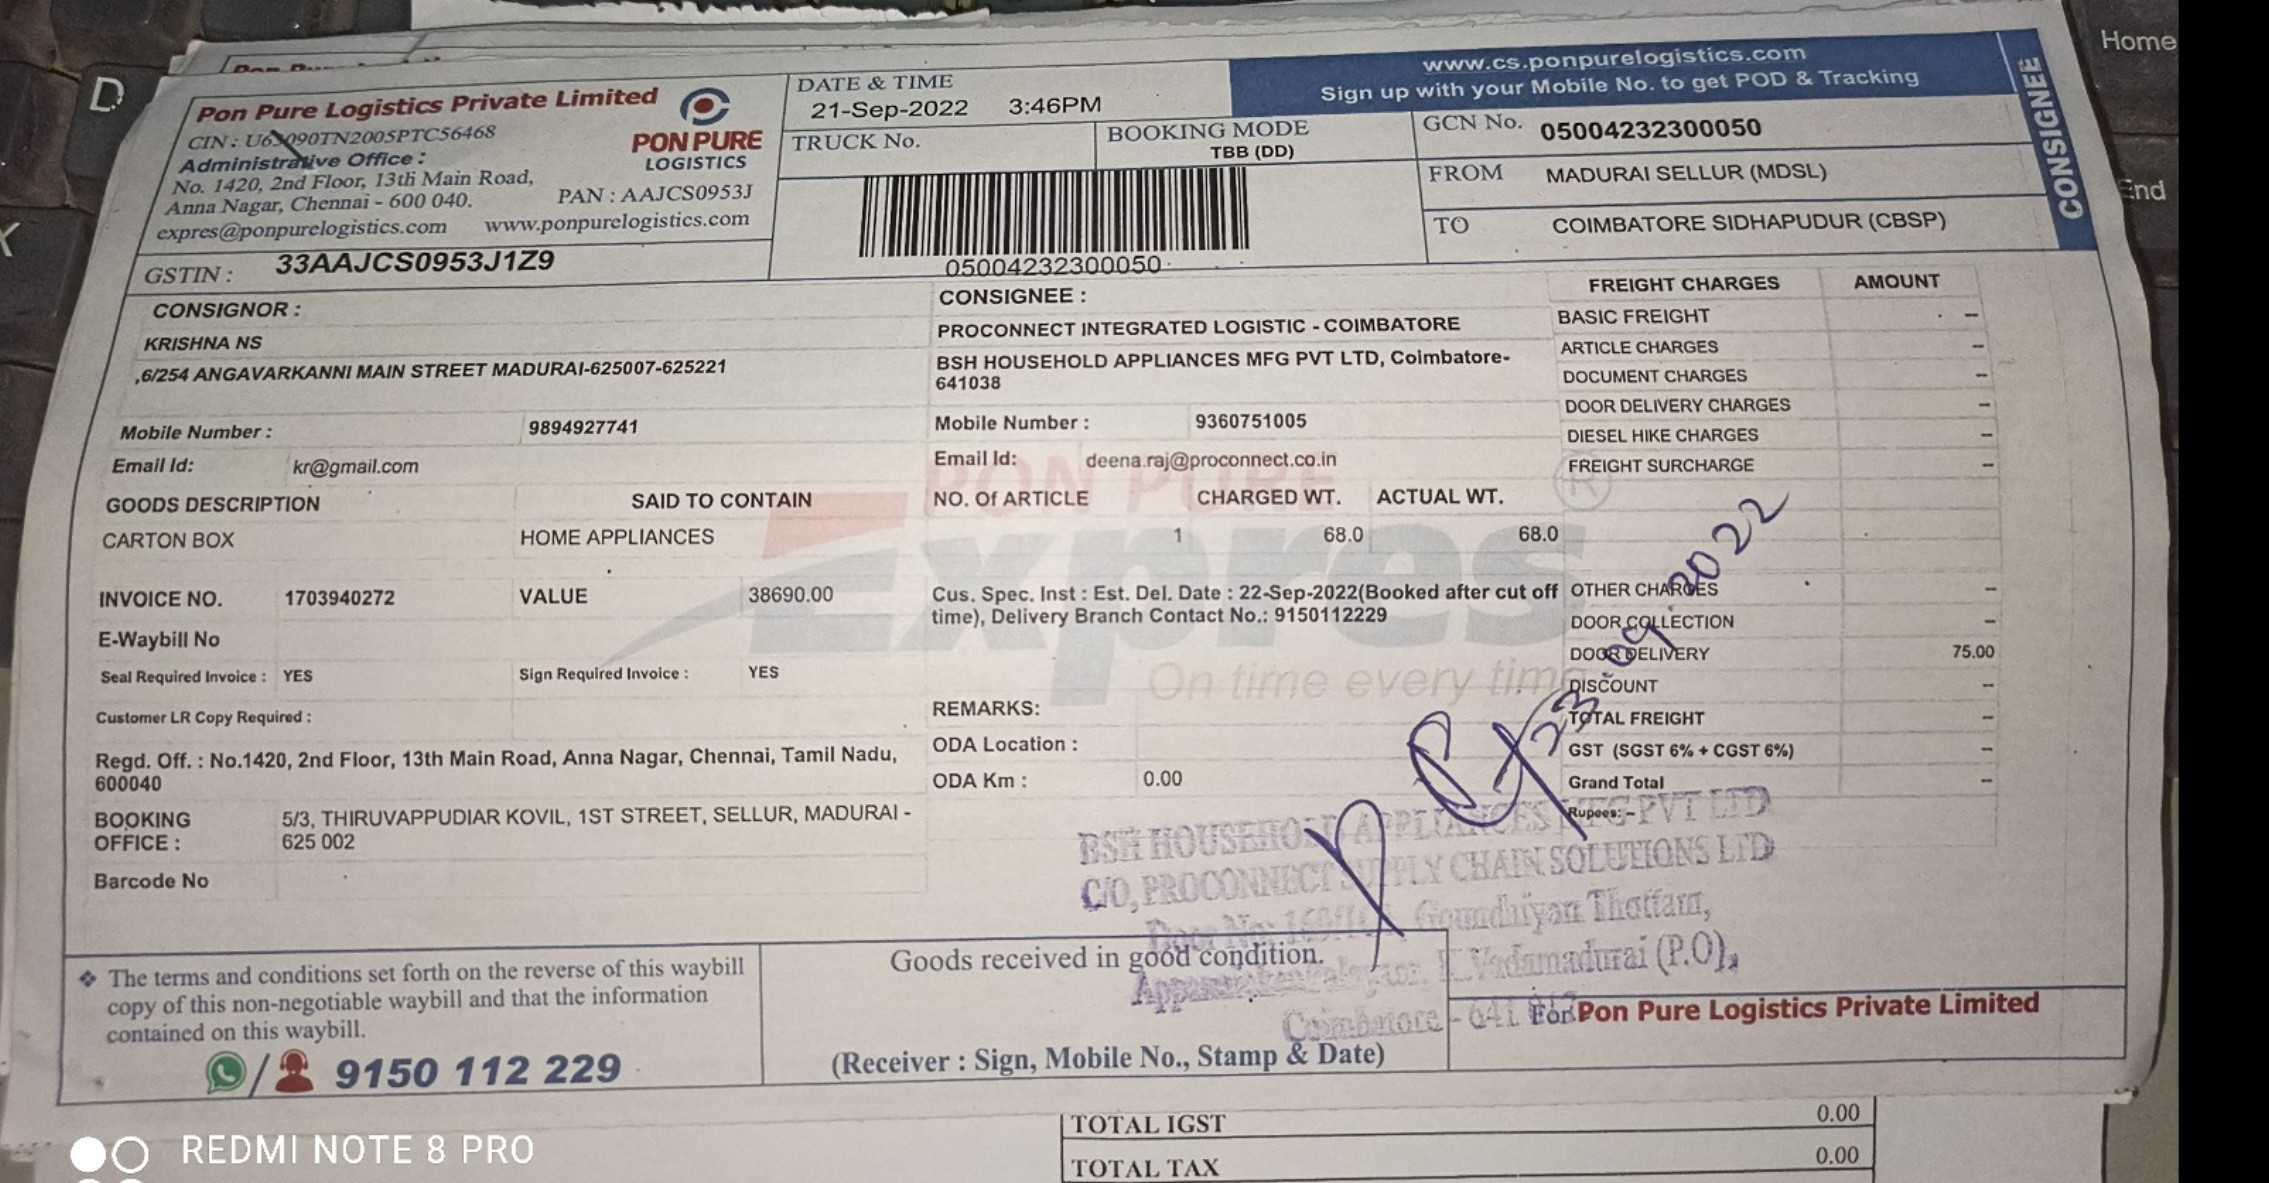 D
Home
End
Pon Pure Logistics Private Limited
CIN : U63090TN2005PTC56468
Administrative Office :
No. 1420, 2nd Floor, 13th Main Road,
Anna Nagar, Chennai - 600 040.
PAN : AAJCS0953J
expres@ponpurelogistics.com www.ponpurelogistics.com
GSTIN : 33AAJCS0953J1Z9
PON PURE
LOGISTICS
DATE & TIME
21-Sep-2022 3:46PM
TRUCK No.
BOOKING MODE
TBB (DD)
05004232300050
www.cs.ponpurelogistics.com
Sign up with your Mobile No. to get POD & Tracking
GCN No. 05004232300050
FROM MADURAI SELLUR (MDSL)
TO COIMBATORE SIDHAPUDUR (CBSP)
CONSIGNEE
CONSIGNOR :
KRISHNA NS
,6/254 ANGAVARKANNI MAIN STREET MADURAI-625007-625221
Mobile Number : 9894927741
Email Id: kr@gmail.com
CONSIGNEE :
PROCONNECT INTEGRATED LOGISTIC - COIMBATORE
BSH HOUSEHOLD APPLIANCES MFG PVT LTD, Coimbatore-
641038
Mobile Number : 9360751005
Email Id: deena.raj@proconnect.co.in
FREIGHT CHARGES AMOUNT
BASIC FREIGHT –
ARTICLE CHARGES –
DOCUMENT CHARGES –
DOOR DELIVERY CHARGES –
DIESEL HIKE CHARGES –
FREIGHT SURCHARGE –
GOODS DESCRIPTION SAID TO CONTAIN NO. Of ARTICLE CHARGED WT. ACTUAL WT.
CARTON BOX HOME APPLIANCES 1 68.0 68.0
PON PURE ®
Expres
On time every time
INVOICE NO. 1703940272 VALUE 38690.00
E-Waybill No
Seal Required Invoice : YES Sign Required Invoice : YES
Customer LR Copy Required :
Cus. Spec. Inst : Est. Del. Date : 22-Sep-2022(Booked after cut off
time), Delivery Branch Contact No.: 9150112229
REMARKS:
ODA Location :
ODA Km : 0.00
OTHER CHARGES –
DOOR COLLECTION –
DOOR DELIVERY 75.00
DISCOUNT –
TOTAL FREIGHT –
GST (SGST 6% + CGST 6%) –
Grand Total –
Rupees: –
23-09-2022
Regd. Off. : No.1420, 2nd Floor, 13th Main Road, Anna Nagar, Chennai, Tamil Nadu,
600040
BOOKING OFFICE : 5/3, THIRUVAPPUDIAR KOVIL, 1ST STREET, SELLUR, MADURAI -
625 002
Barcode No
BSH HOUSEHOLD APPLIANCES MFG PVT LTD
C/O, PROCONNECT SUPPLY CHAIN SOLUTIONS LTD
Door No: Goundhiyan Thottam,
Vadamadurai (P.O),
Coimbatore - 641
❖ The terms and conditions set forth on the reverse of this waybill
copy of this non-negotiable waybill and that the information
contained on this waybill.
/ 9150 112 229
Goods received in good condition.
(Receiver : Sign, Mobile No., Stamp & Date)
For Pon Pure Logistics Private Limited
TOTAL IGST 0.00
TOTAL TAX 0.00
REDMI NOTE 8 PRO